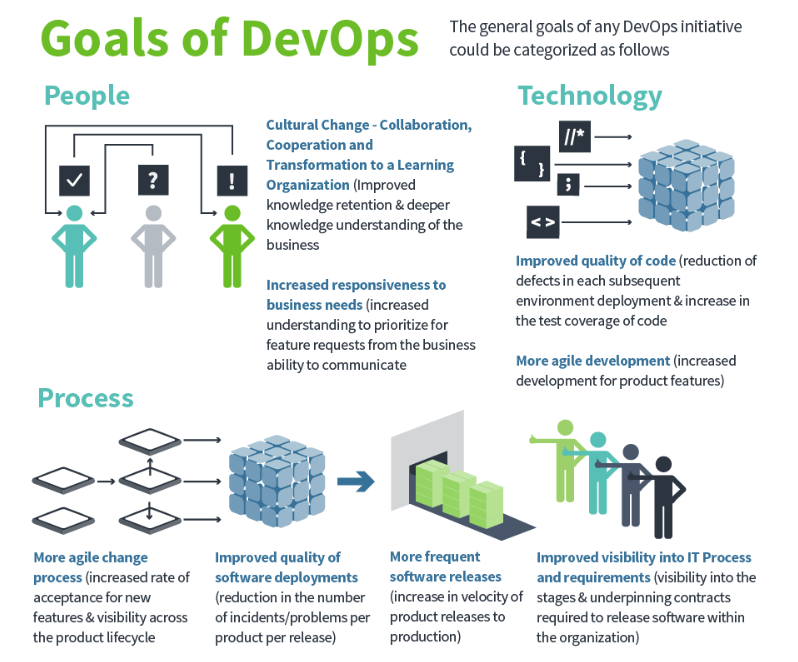 Goals of DevOps
The general goals of any DevOps initiative
could be categorized as follows
People
✓
?
!
Cultural Change - Collaboration,
Cooperation and
Transformation to a Learning
Organization (Improved
knowledge retention & deeper
knowledge understanding of the
business
Increased responsiveness to
business needs (increased
understanding to prioritize for
feature requests from the business
ability to communicate
Technology
//*
{ }
;
< >
Improved quality of code (reduction of
defects in each subsequent
environment deployment & increase in
the test coverage of code
More agile development (increased
development for product features)
Process
More agile change
process (increased rate of
acceptance for new
features & visibility across
the product lifecycle
Improved quality of
software deployments
(reduction in the number
of incidents/problems per
product per release)
More frequent
software releases
(increase in velocity of
product releases to
production)
Improved visibility into IT Process
and requirements (visibility into the
stages & underpinning contracts
required to release software within
the organization)